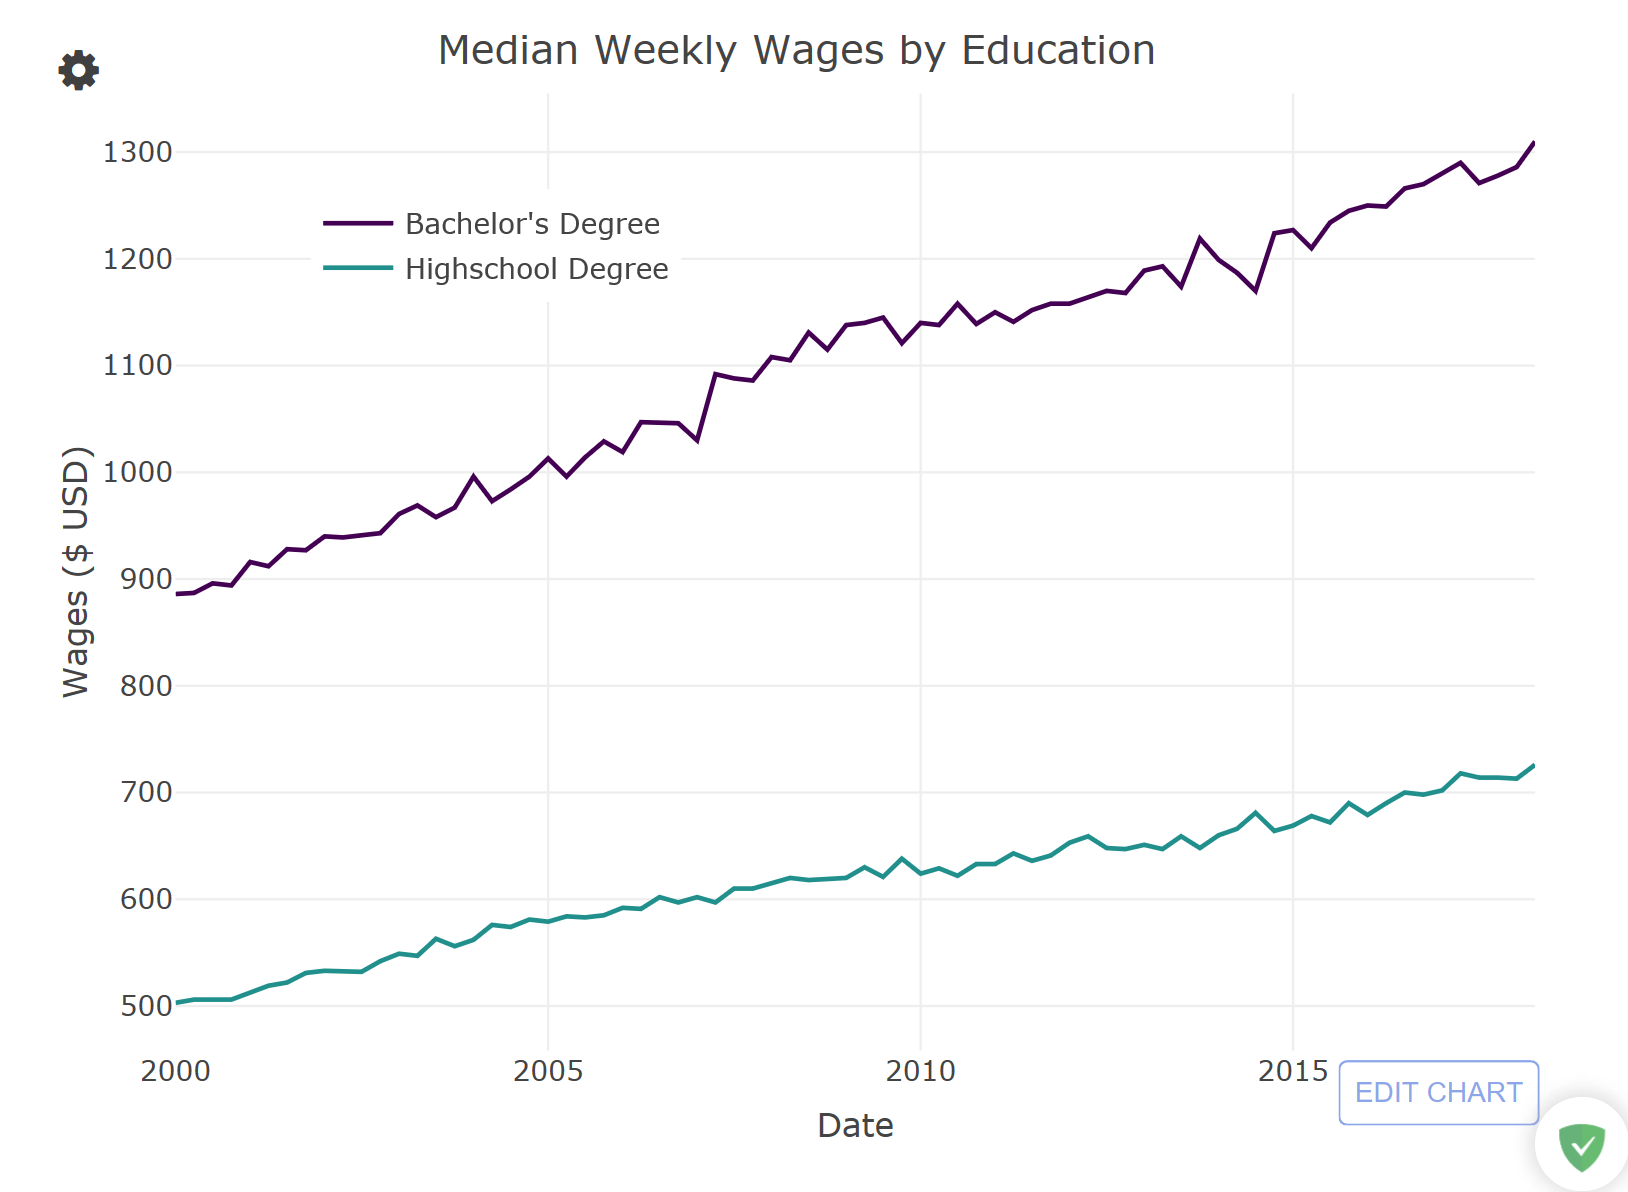 Median Weekly Wages by Education
1300
1200
1100
1000
900
800
700
600
500
Wages ($ USD)
Bachelor's Degree
Highschool Degree
2000
2005
2010
2015
Date
EDIT CHART